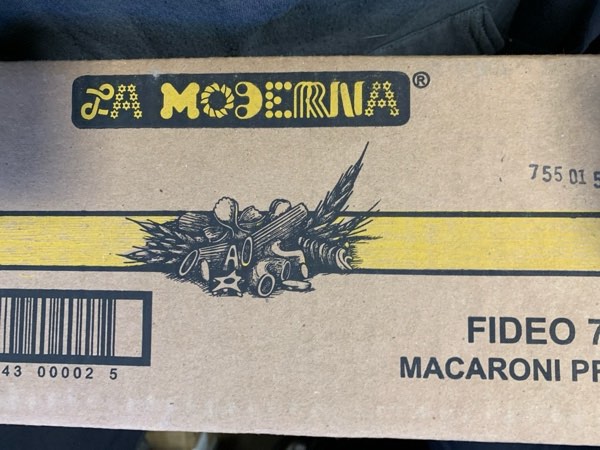 LA MODERNA®
755 01 5
A
43 00002 5
FIDEO 7
MACARONI PR